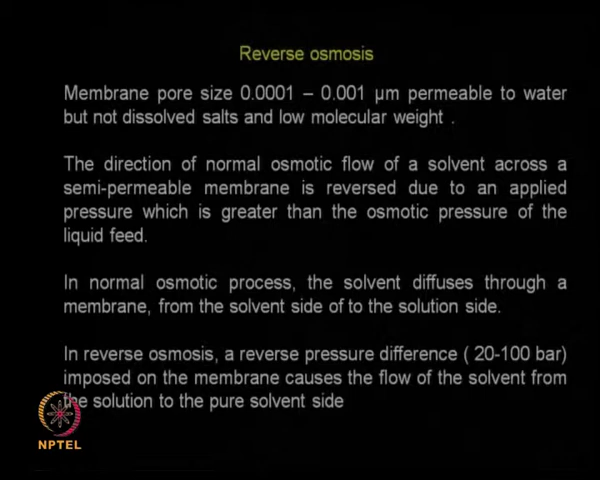 Reverse osmosis
Membrane pore size 0.0001 – 0.001 µm permeable to water
but not dissolved salts and low molecular weight .
The direction of normal osmotic flow of a solvent across a
semi-permeable membrane is reversed due to an applied
pressure which is greater than the osmotic pressure of the
liquid feed.
In normal osmotic process, the solvent diffuses through a
membrane, from the solvent side of to the solution side.
In reverse osmosis, a reverse pressure difference ( 20-100 bar)
imposed on the membrane causes the flow of the solvent from
the solution to the pure solvent side
NPTEL